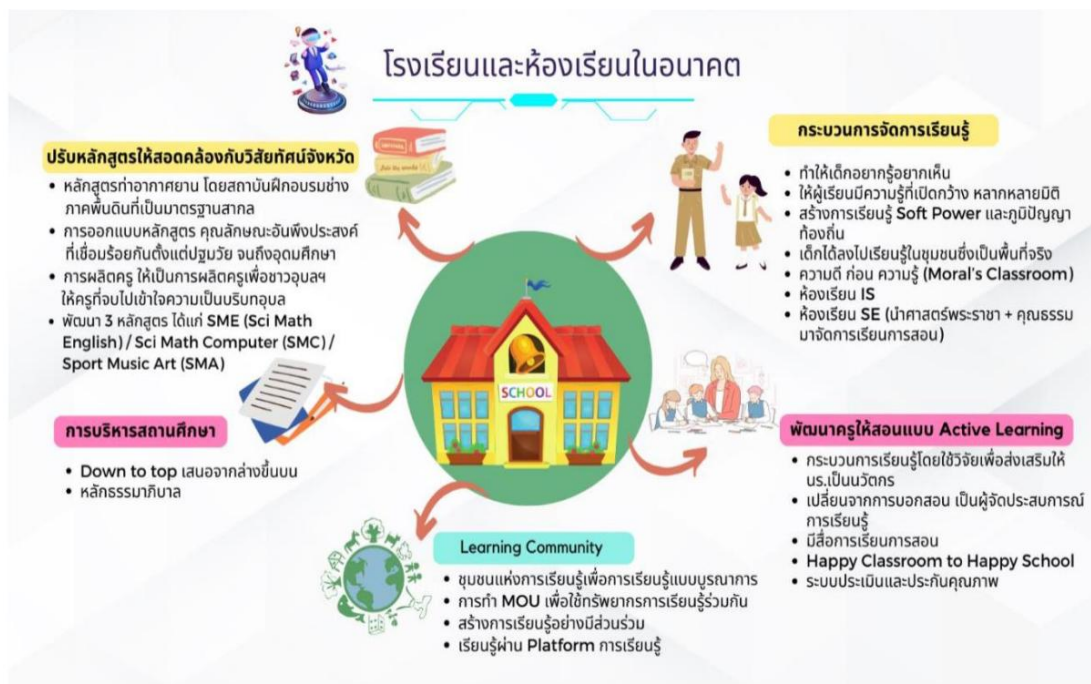 โรงเรียนและห้องเรียนในอนาคต
ปรับหลักสูตรให้สอดคล้องกับวิสัยทัศน์จังหวัด
• หลักสูตรท่าอากาศยาน โดยสถาบันฝึกอบรมช่าง
ภาคพื้นดินที่เป็นมาตรฐานสากล
• การออกแบบหลักสูตร คุณลักษณะอันพึงประสงค์
ที่เชื่อมร้อยกันตั้งแต่ปฐมวัย จนถึงอุดมศึกษา
• การผลิตครู ให้เป็นการผลิตครูเพื่อชาวอุบลฯ
ให้ครูที่จบไปเข้าใจความเป็นบริบทอุบล
• พัฒนา 3 หลักสูตร ได้แก่ SME (Sci Math
English) / Sci Math Computer (SMC) /
Sport Music Art (SMA)
กระบวนการจัดการเรียนรู้
• ทำให้เด็กอยากรู้อยากเห็น
• ให้ผู้เรียนมีความรู้ที่เปิดกว้าง หลากหลายมิติ
• สร้างการเรียนรู้ Soft Power และภูมิปัญญา
ท้องถิ่น
• เด็กได้ลงไปเรียนรู้ในชุมชนซึ่งเป็นพื้นที่จริง
• ความดี ก่อน ความรู้ (Moral's Classroom)
• ห้องเรียน IS
• ห้องเรียน SE (นำศาสตร์พระราชา + คุณธรรม
มาจัดการเรียนการสอน)
SCHOOL
การบริหารสถานศึกษา
• Down to top เสนอจากล่างขึ้นบน
• หลักธรรมาภิบาล
พัฒนาครูให้สอนแบบ Active Learning
• กระบวนการเรียนรู้โดยใช้วิจัยเพื่อส่งเสริมให้
นร.เป็นนวัตกร
• เปลี่ยนจากการบอกสอน เป็นผู้จัดประสบการณ์
การเรียนรู้
• มีสื่อการเรียนการสอน
• Happy Classroom to Happy School
• ระบบประเมินและประกันคุณภาพ
Learning Community
• ชุมชนแห่งการเรียนรู้เพื่อการเรียนรู้แบบบูรณาการ
• การทำ MOU เพื่อใช้ทรัพยากรการเรียนรู้ร่วมกัน
• สร้างการเรียนรู้อย่างมีส่วนร่วม
• เรียนรู้ผ่าน Platform การเรียนรู้